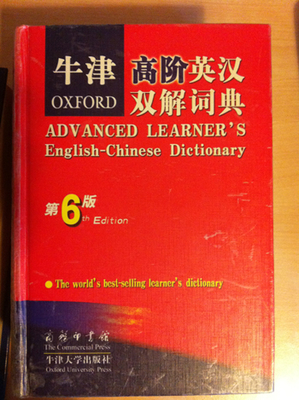 牛津 高阶英汉
OXFORD 双解词典
ADVANCED LEARNER'S
English-Chinese Dictionary
第6版
th Edition
The world's best-selling learner's dictionary
商务印书馆
The Commercial Press
牛津大学出版社
Oxford University Press